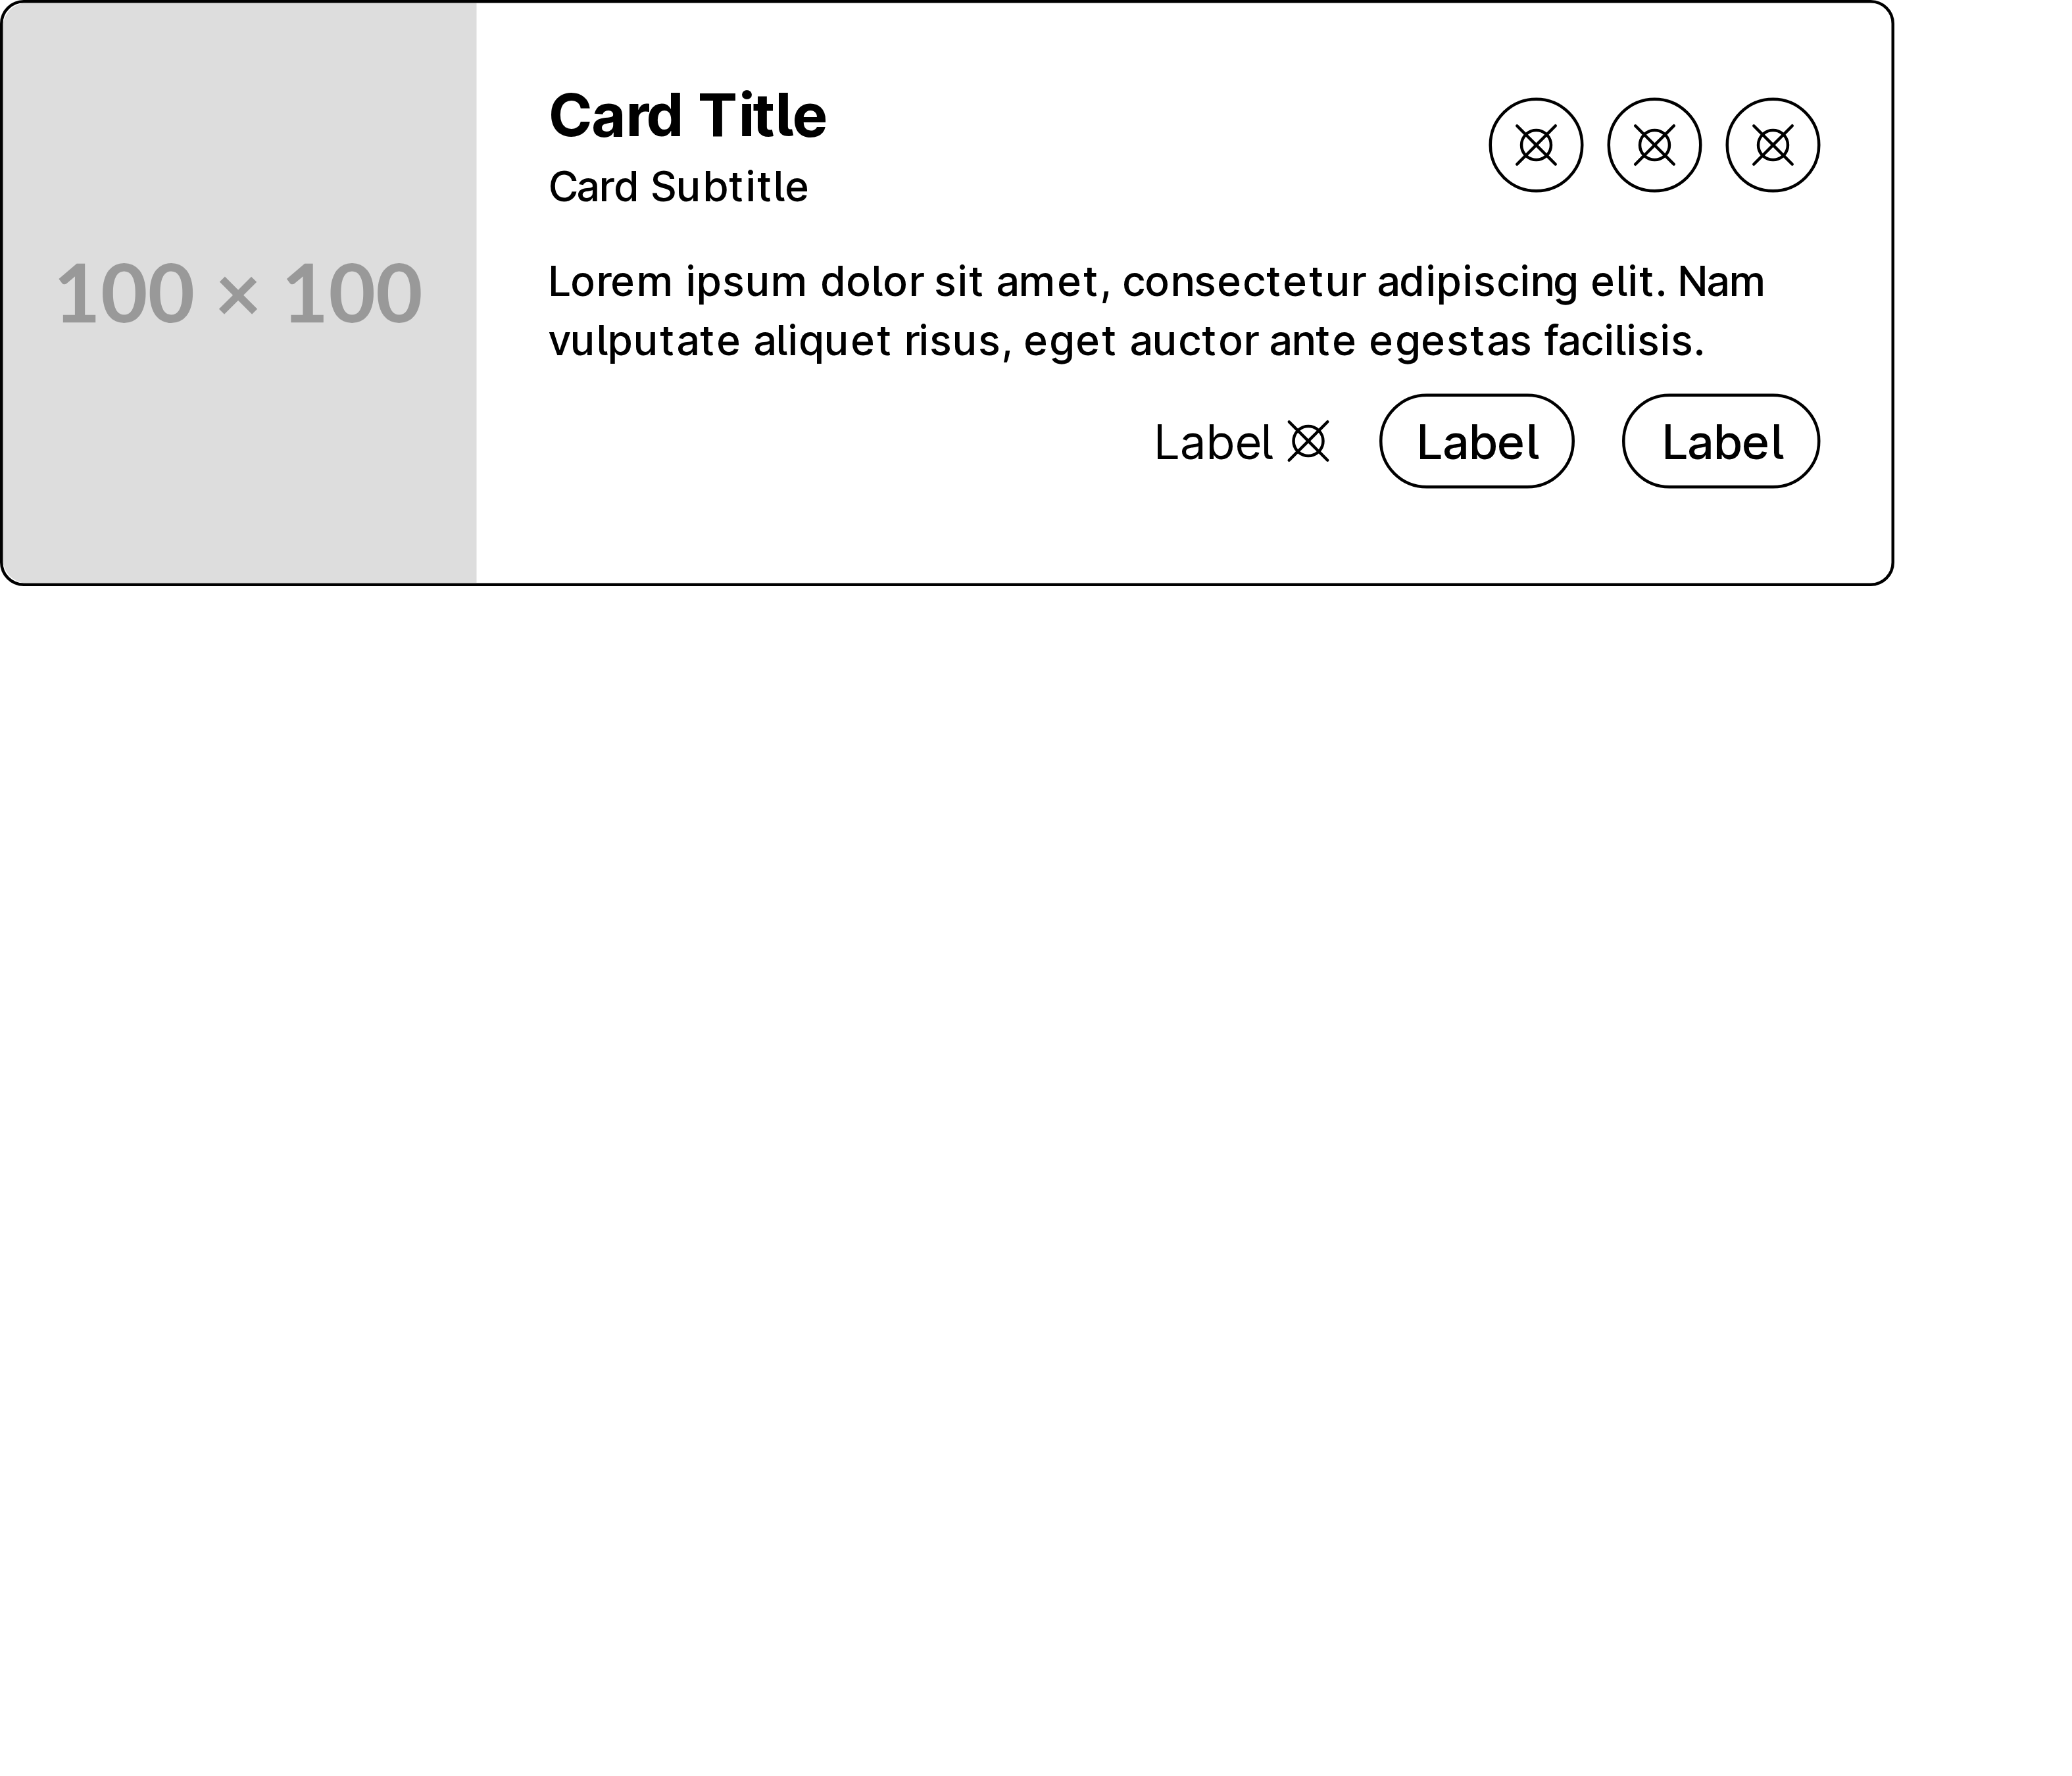 100 × 100
Card Title
Card Subtitle
Lorem ipsum dolor sit amet, consectetur adipiscing elit. Nam
vulputate aliquet risus, eget auctor ante egestas facilisis.
Label Label Label